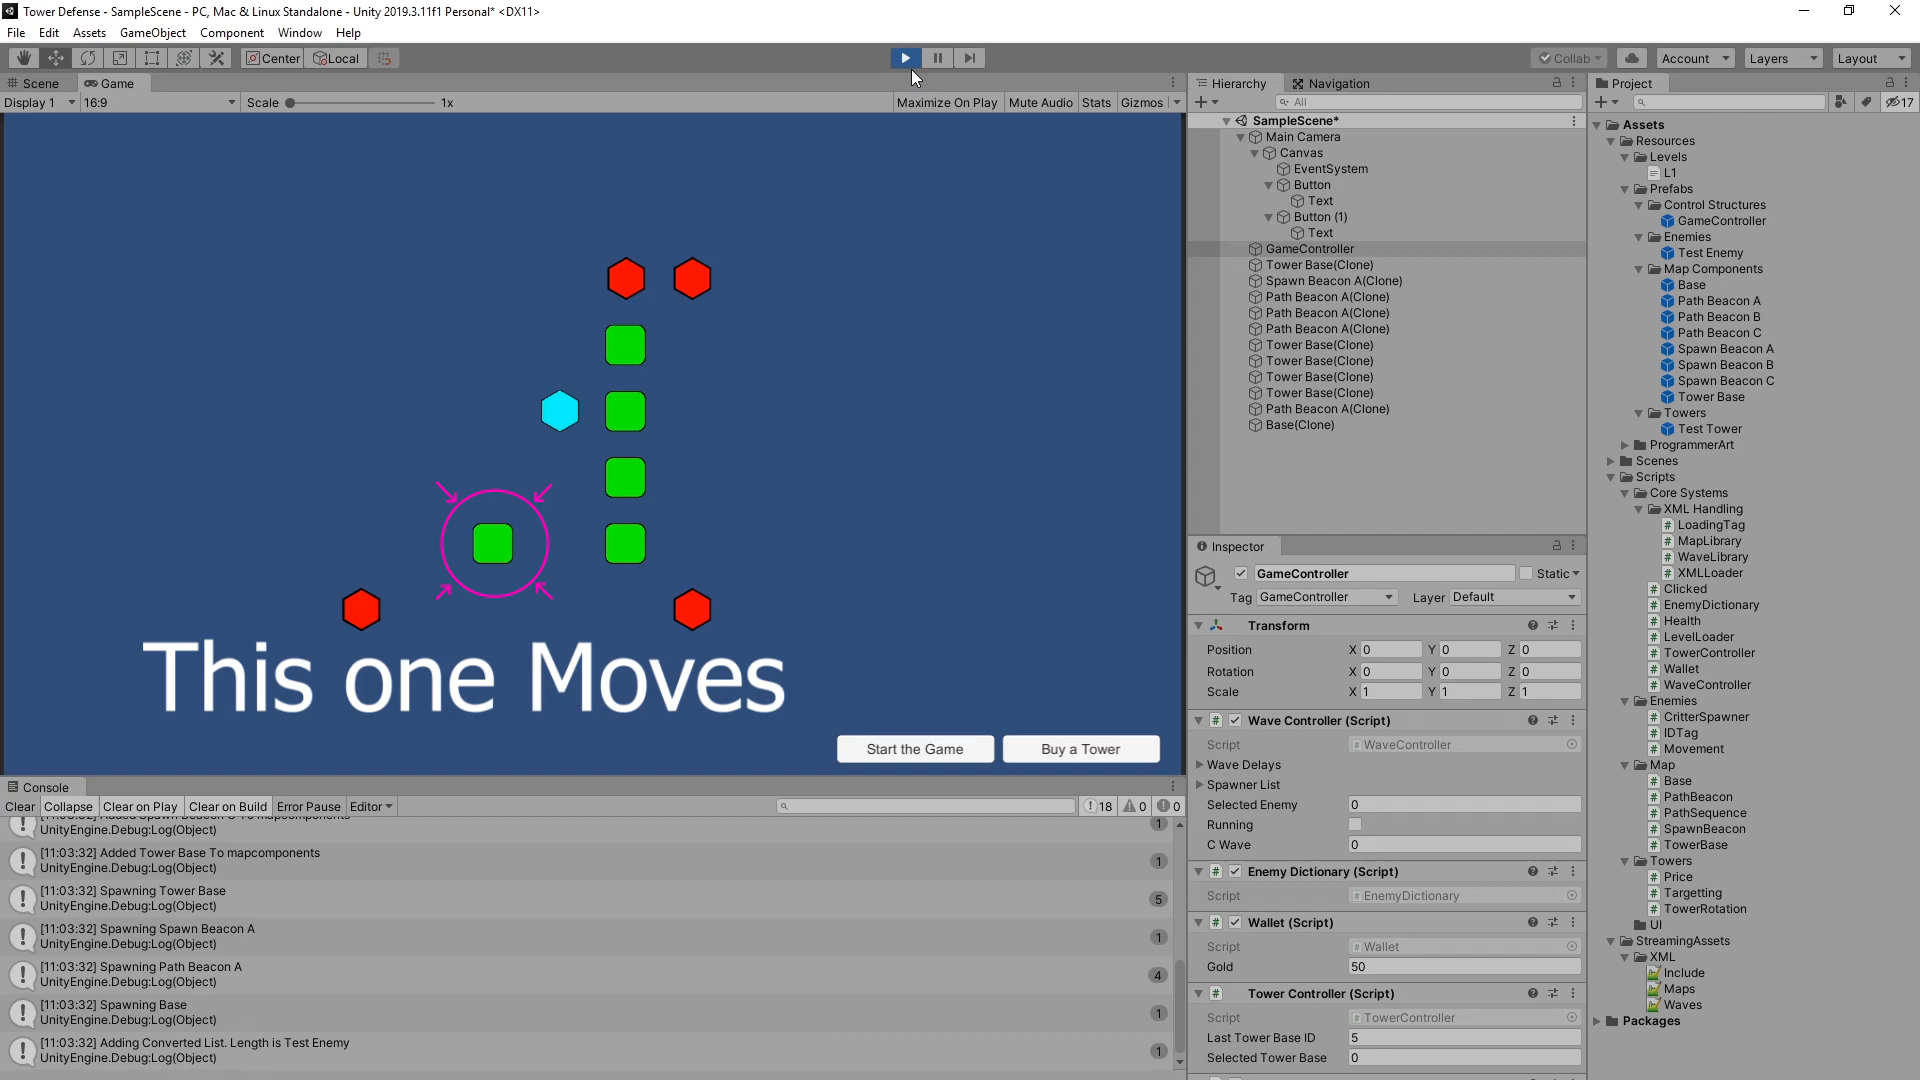 Tower Defense - SampleScene - PC, Mac & Linux Standalone - Unity 2019.3.11f1 Personal* <DX11>
File Edit Assets GameObject Component Window Help
Center Local Collab Account Layers Layout
Scene Game
Display 1 16:9 Scale 1x Maximize On Play Mute Audio Stats Gizmos
This one Moves
Start the Game Buy a Tower
Console
Clear Collapse Clear on Play Clear on Build Error Pause Editor 18 0 0
UnityEngine.Debug:Log(Object) 1
[11:03:32] Added Tower Base To mapcomponents
UnityEngine.Debug:Log(Object) 1
[11:03:32] Spawning Tower Base
UnityEngine.Debug:Log(Object) 5
[11:03:32] Spawning Spawn Beacon A
UnityEngine.Debug:Log(Object) 1
[11:03:32] Spawning Path Beacon A
UnityEngine.Debug:Log(Object) 4
[11:03:32] Spawning Base
UnityEngine.Debug:Log(Object) 1
[11:03:32] Adding Converted List. Length is Test Enemy
UnityEngine.Debug:Log(Object) 1
Hierarchy Navigation
All
SampleScene*
Main Camera
Canvas
EventSystem
Button
Text
Button (1)
Text
GameController
Tower Base(Clone)
Spawn Beacon A(Clone)
Path Beacon A(Clone)
Path Beacon A(Clone)
Path Beacon A(Clone)
Tower Base(Clone)
Tower Base(Clone)
Tower Base(Clone)
Tower Base(Clone)
Path Beacon A(Clone)
Base(Clone)
Inspector
GameController Static
Tag GameController Layer Default
Transform
Position X 0 Y 0 Z 0
Rotation X 0 Y 0 Z 0
Scale X 1 Y 1 Z 1
Wave Controller (Script)
Script WaveController
Wave Delays
Spawner List
Selected Enemy 0
Running
C Wave 0
Enemy Dictionary (Script)
Script EnemyDictionary
Wallet (Script)
Script Wallet
Gold 50
Tower Controller (Script)
Script TowerController
Last Tower Base ID 5
Selected Tower Base 0
Project
17
Assets
Resources
Levels
L1
Prefabs
Control Structures
GameController
Enemies
Test Enemy
Map Components
Base
Path Beacon A
Path Beacon B
Path Beacon C
Spawn Beacon A
Spawn Beacon B
Spawn Beacon C
Tower Base
Towers
Test Tower
ProgrammerArt
Scenes
Scripts
Core Systems
XML Handling
LoadingTag
MapLibrary
WaveLibrary
XMLLoader
Clicked
EnemyDictionary
Health
LevelLoader
TowerController
Wallet
WaveController
Enemies
CritterSpawner
IDTag
Movement
Map
Base
PathBeacon
PathSequence
SpawnBeacon
TowerBase
Towers
Price
Targetting
TowerRotation
UI
StreamingAssets
XML
Include
Maps
Waves
Packages